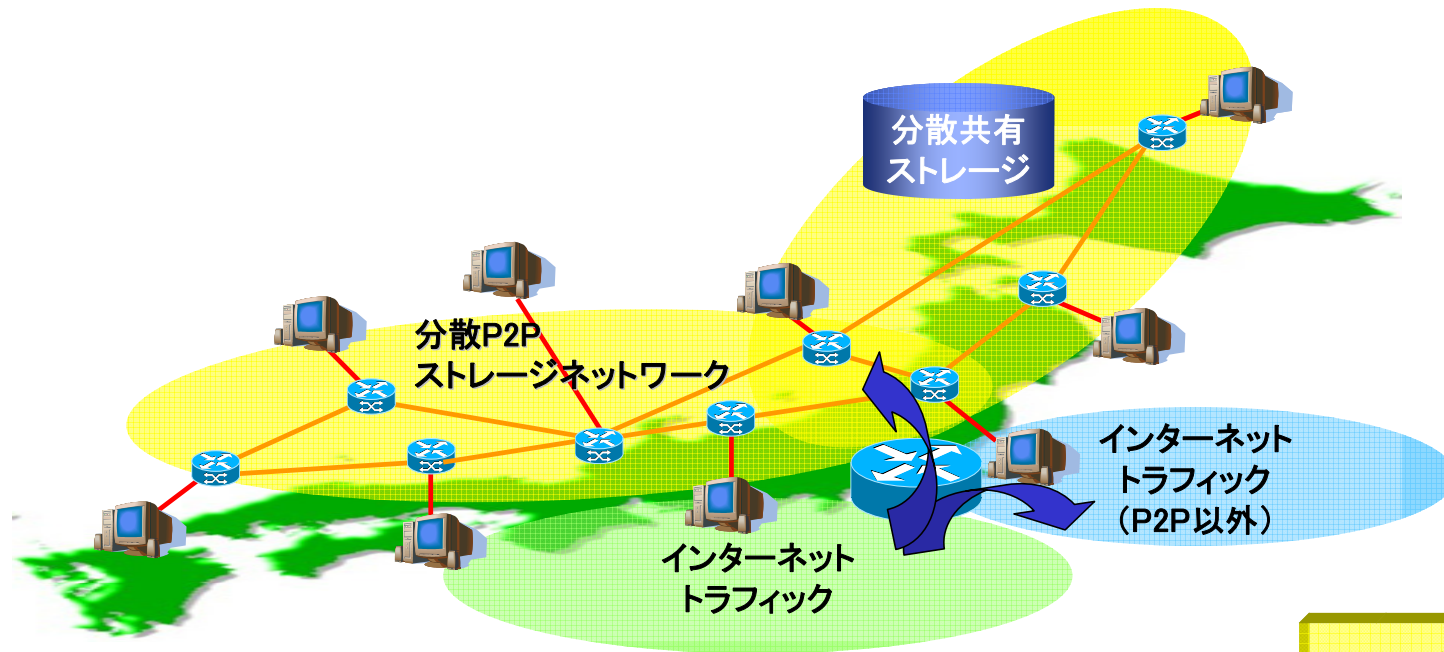 分散共有
ストレージ
分散P2P
ストレージネットワーク
インターネット
トラフィック
(P2P以外)
インターネット
トラフィック